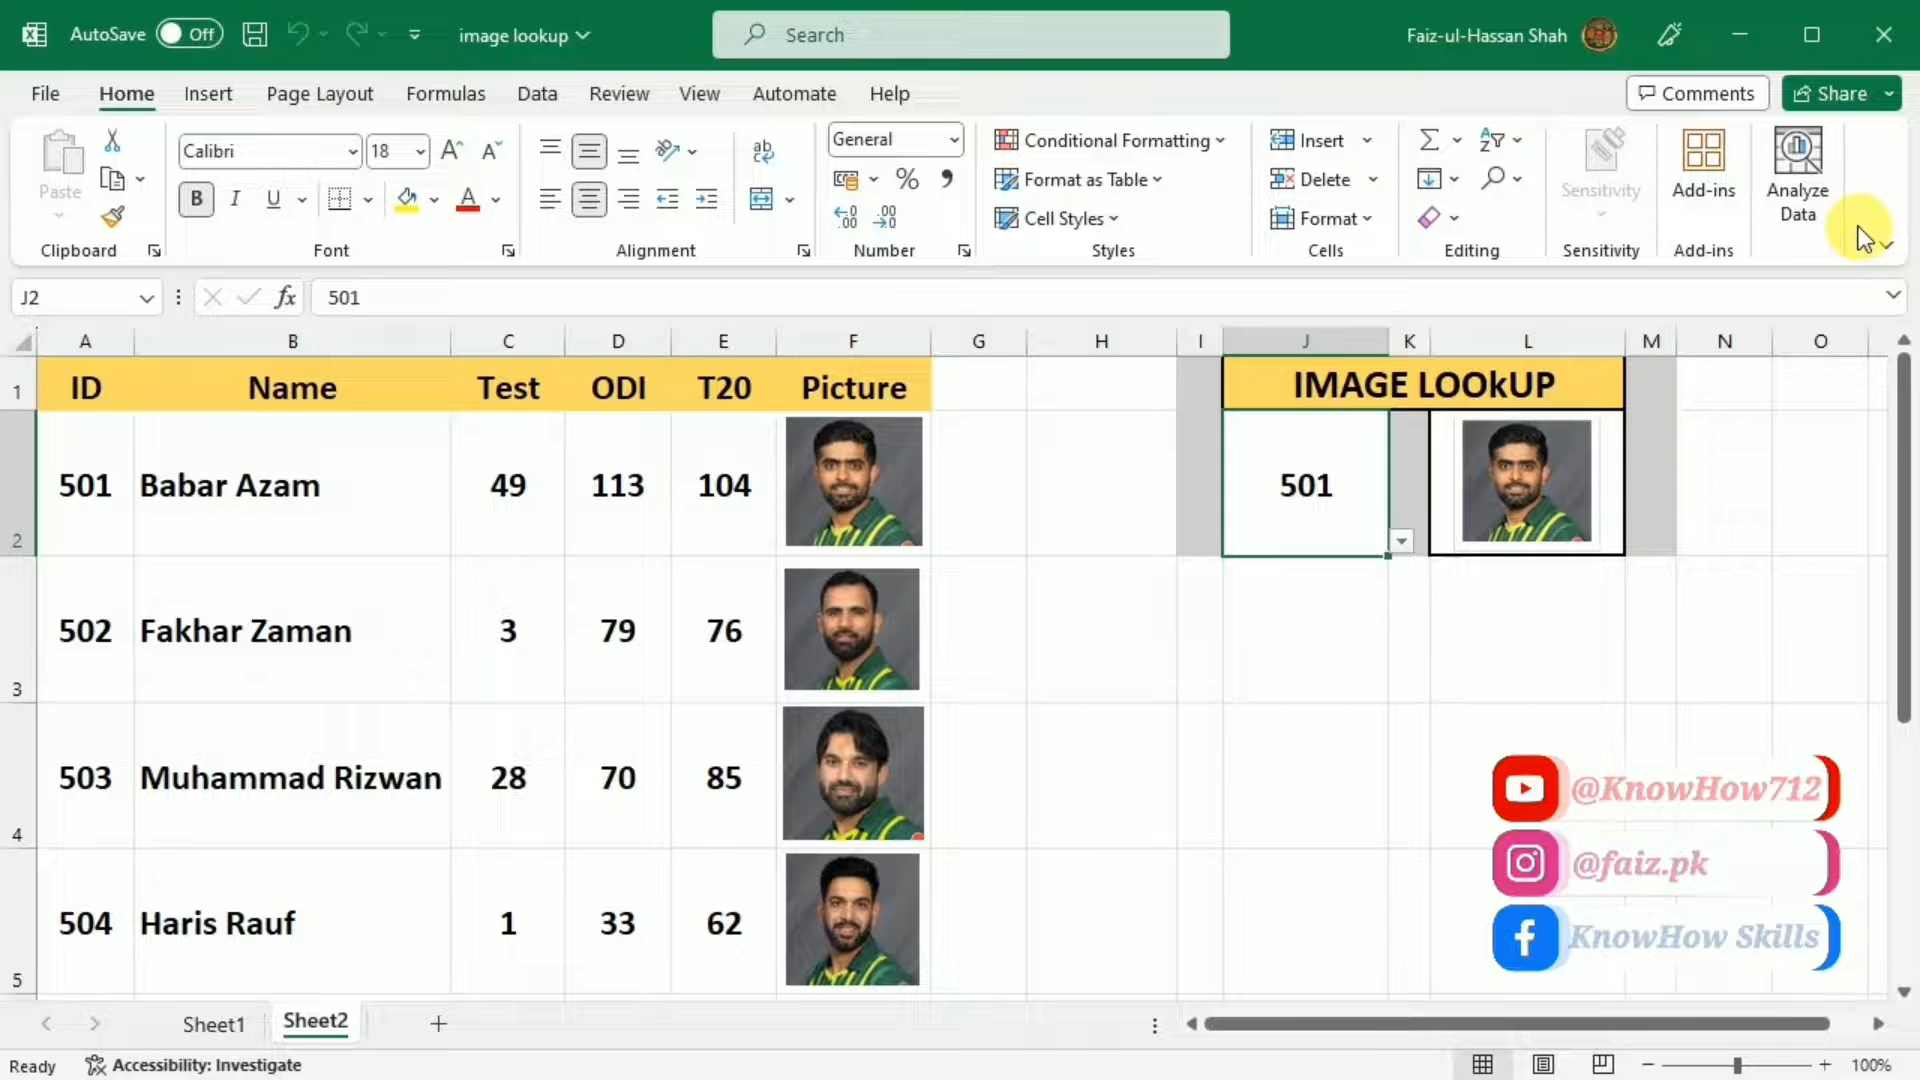 AutoSave Off image lookup Search Faiz-ul-Hassan Shah
File Home Insert Page Layout Formulas Data Review View Automate Help Comments Share
Paste Calibri 18 General Conditional Formatting Insert
Format as Table Delete Sensitivity Add-ins Analyze Data
B I U Cell Styles Format
Clipboard Font Alignment Number Styles Cells Editing Sensitivity Add-ins
J2 fx 501
A B C D E F G H I J K L M N O
1 ID Name Test ODI T20 Picture IMAGE LOOkUP
2 501 Babar Azam 49 113 104 501
3 502 Fakhar Zaman 3 79 76
4 503 Muhammad Rizwan 28 70 85
5 504 Haris Rauf 1 33 62
@KnowHow712
@faiz.pk
KnowHow Skills
Sheet1 Sheet2
Ready Accessibility: Investigate 100%